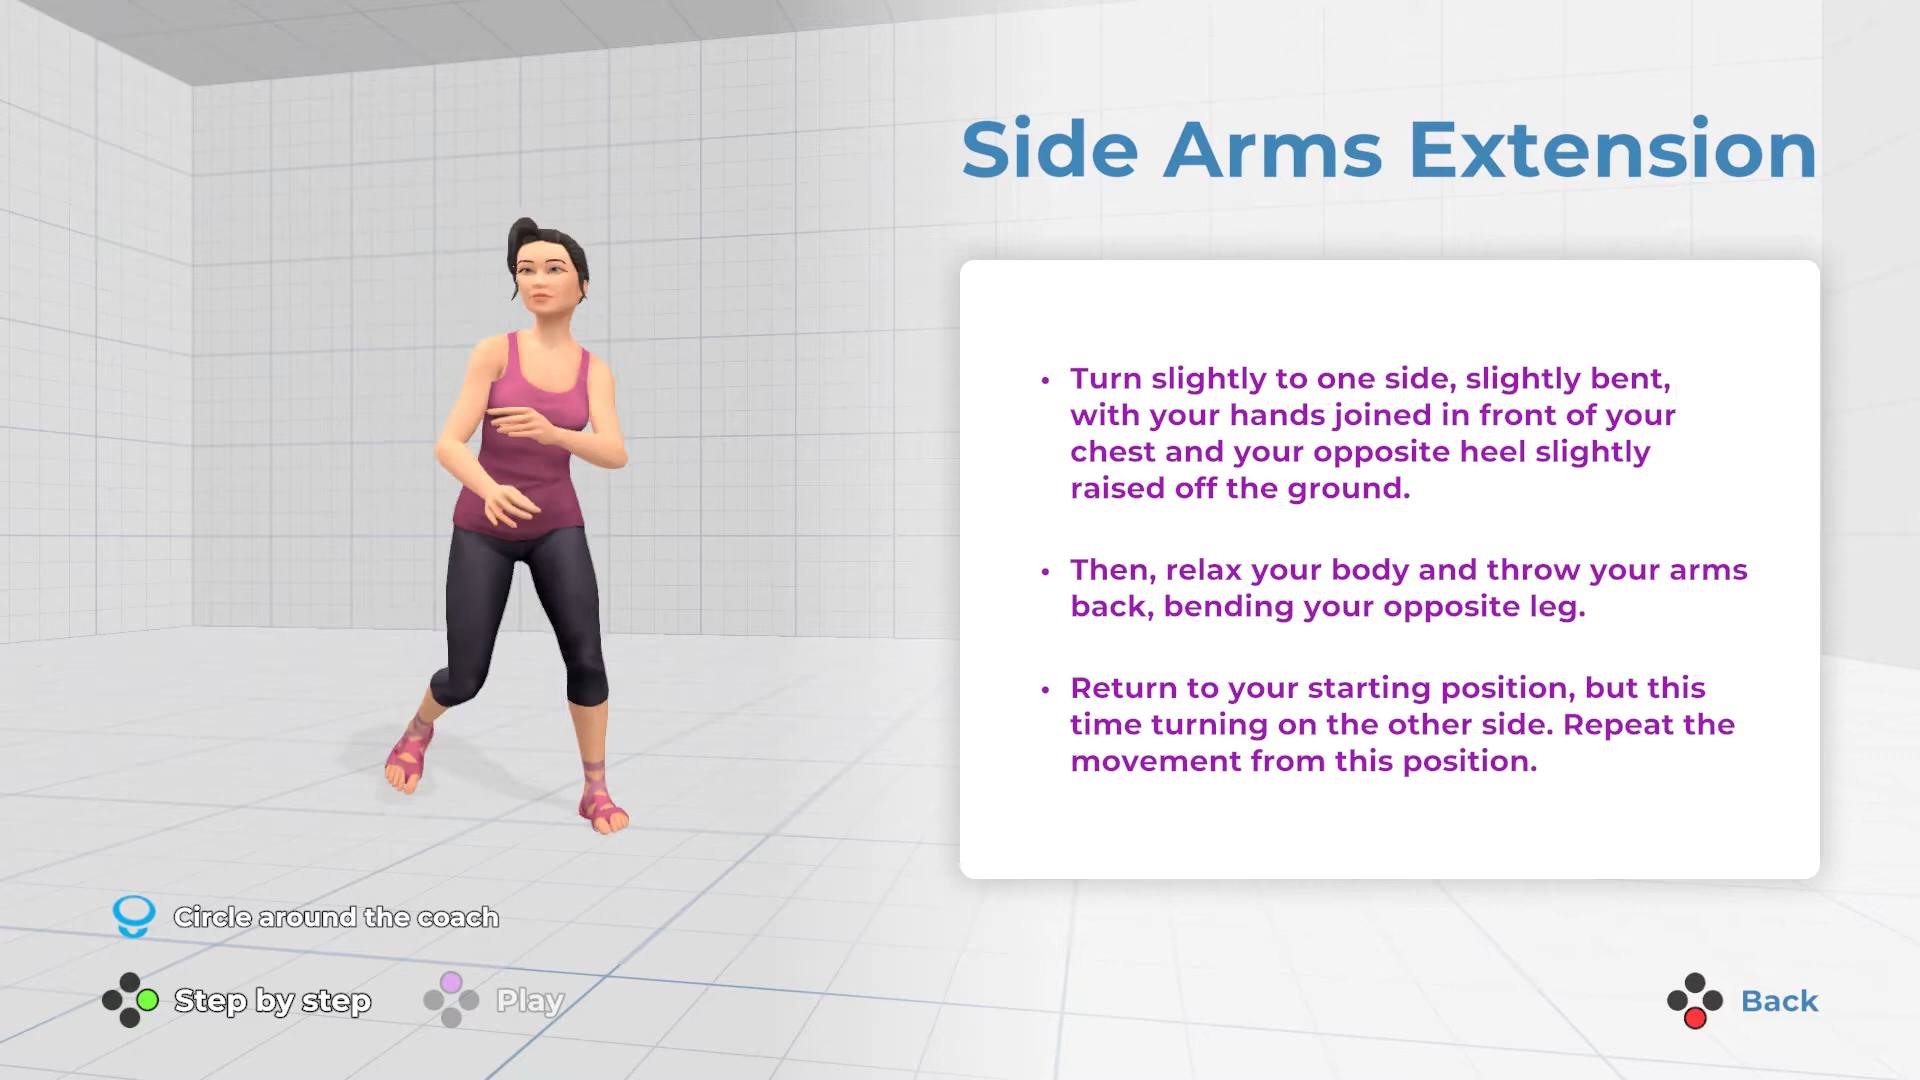 Side Arms Extension
• Turn slightly to one side, slightly bent,
with your hands joined in front of your
chest and your opposite heel slightly
raised off the ground.
• Then, relax your body and throw your arms
back, bending your opposite leg.
• Return to your starting position, but this
time turning on the other side. Repeat the
movement from this position.
Circle around the coach
Step by step
Play
Back